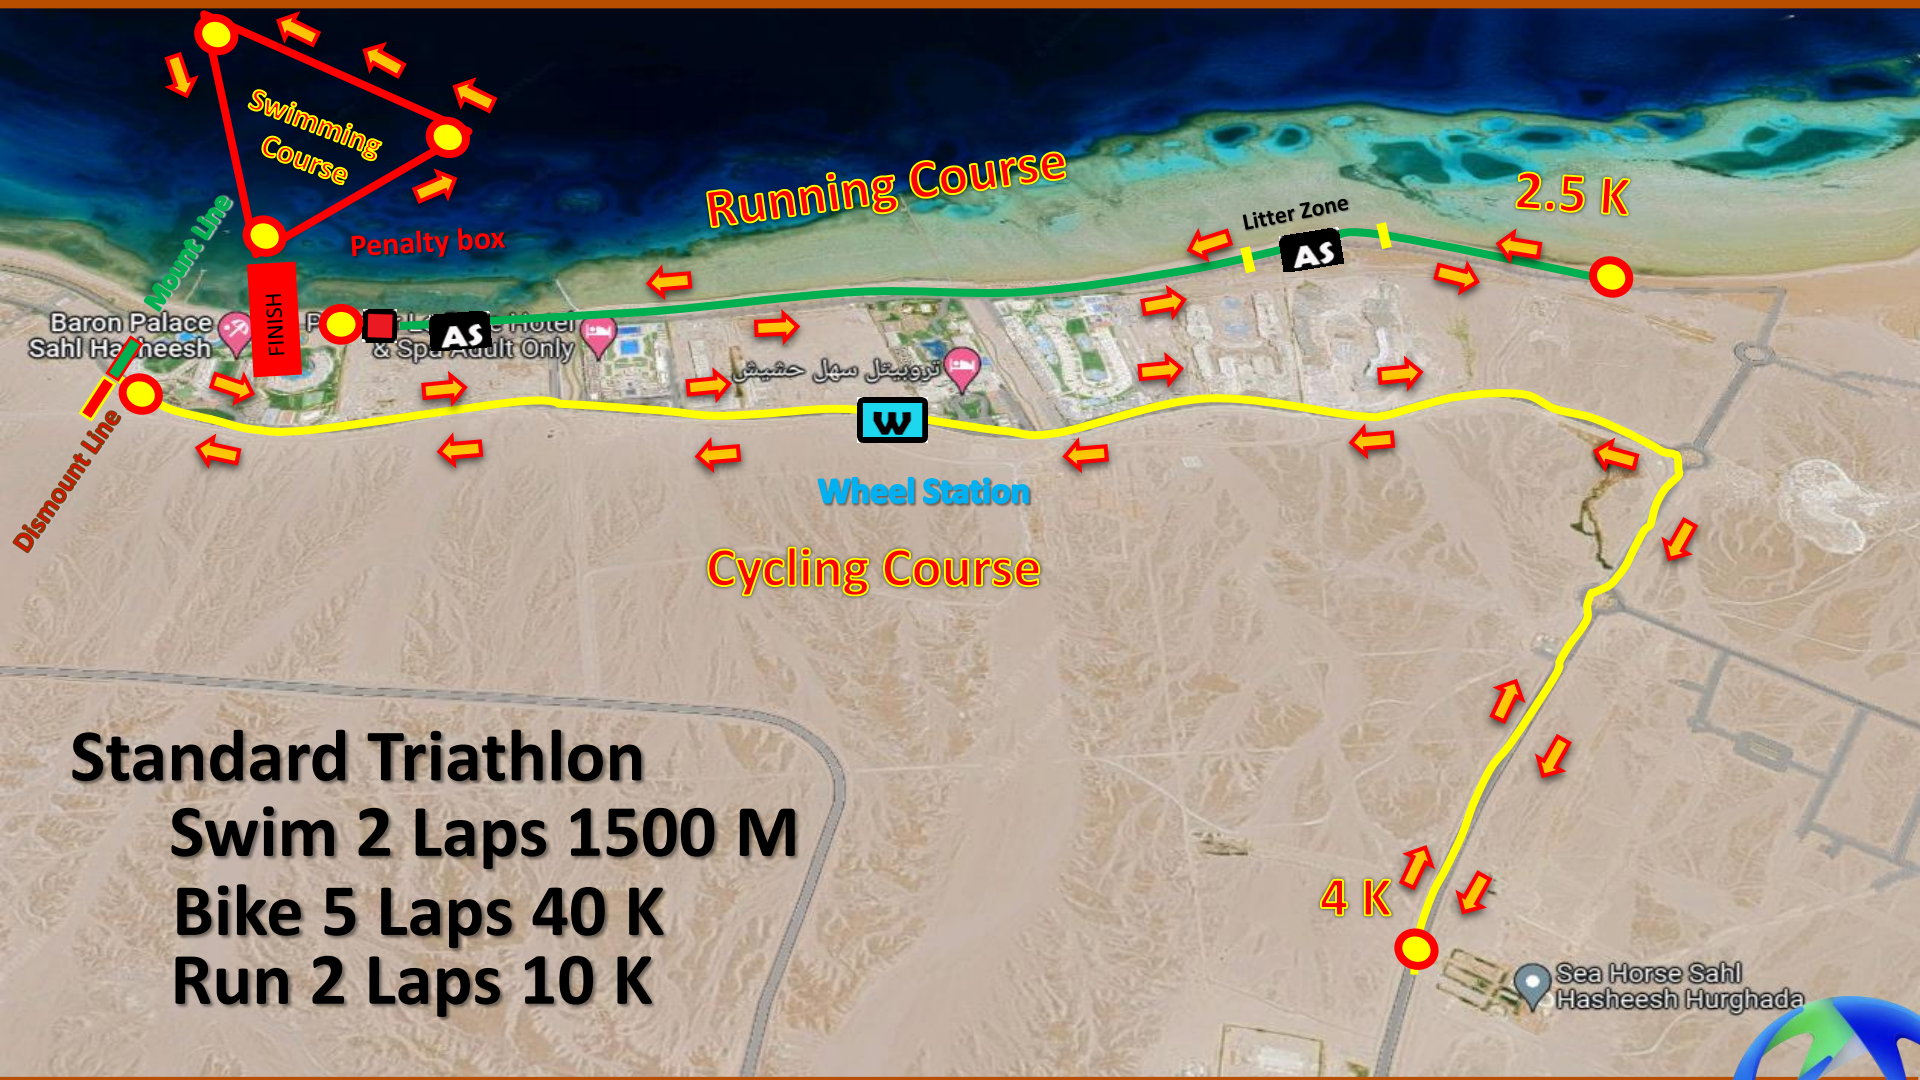 Swimming
Course
Running Course
2.5 K
Litter Zone
AS
Mount Line
Penalty box
FINISH
Baron Palace
Sahl Hasheesh
AS
Hotel
& Spa Adult Only
تروبيتل سهل حشيش
W
Wheel Station
Dismount Line
Cycling Course
Standard Triathlon
Swim 2 Laps 1500 M
Bike 5 Laps 40 K
Run 2 Laps 10 K
4 K
Sea Horse Sahl
Hasheesh Hurghada